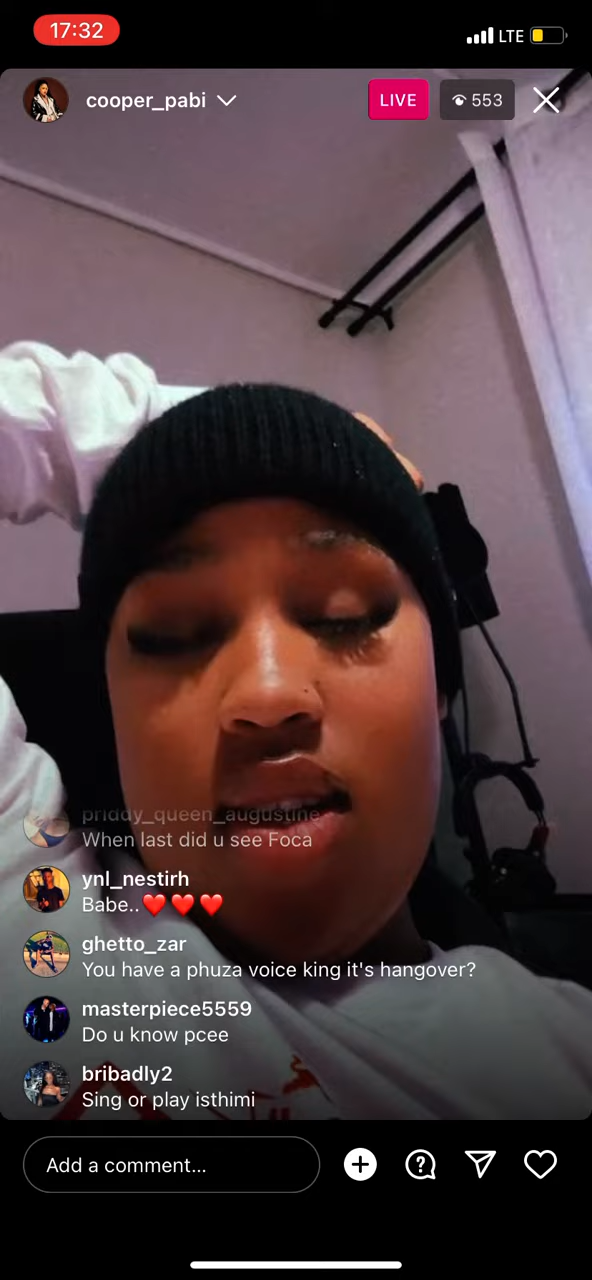 17:32
LTE
cooper_pabi
LIVE
553
priddy_queen_augustine
When last did u see Foca
ynl_nestirh
Babe..❤️❤️❤️
ghetto_zar
You have a phuza voice king it's hangover?
masterpiece5559
Do u know pcee
bribadly2
Sing or play isthimi
Add a comment...